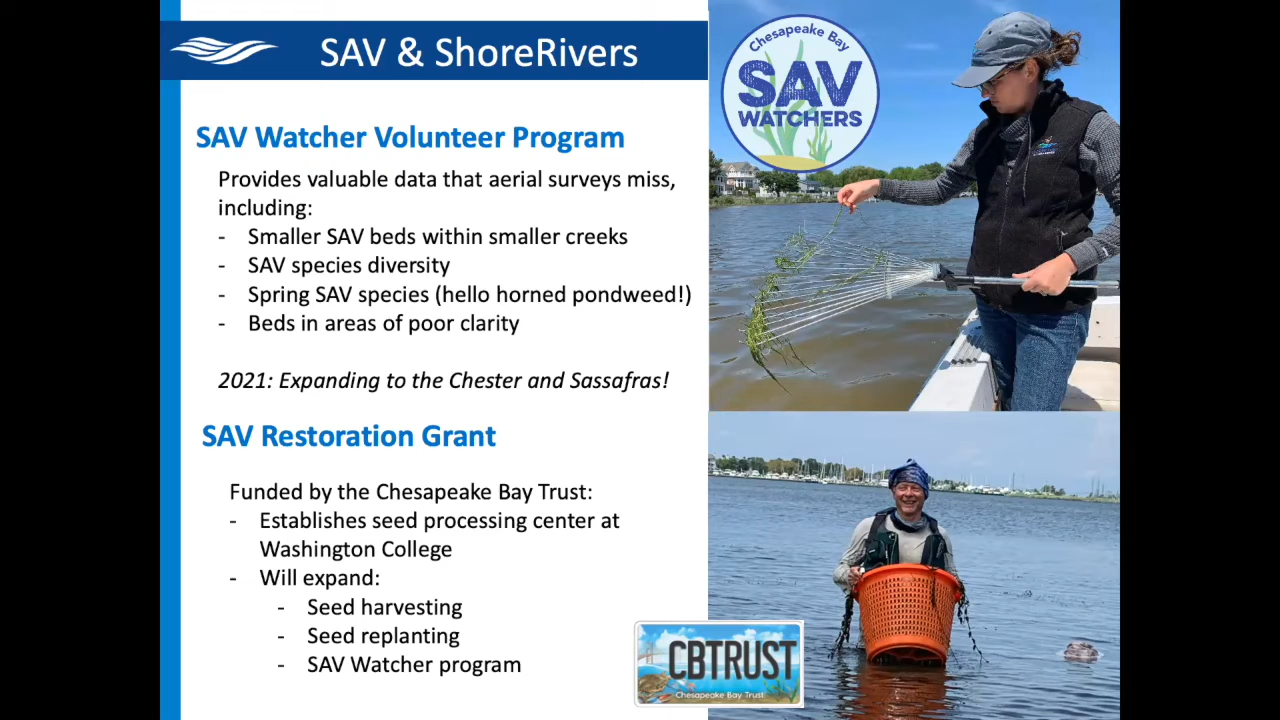 SAV & ShoreRivers
SAV Watcher Volunteer Program
Provides valuable data that aerial surveys miss,
including:
- Smaller SAV beds within smaller creeks
- SAV species diversity
- Spring SAV species (hello horned pondweed!)
- Beds in areas of poor clarity
2021: Expanding to the Chester and Sassafras!
SAV Restoration Grant
Funded by the Chesapeake Bay Trust:
- Establishes seed processing center at
Washington College
- Will expand:
- Seed harvesting
- Seed replanting
- SAV Watcher program
Chesapeake Bay
SAV
WATCHERS
CBTRUST
Chesapeake Bay Trust